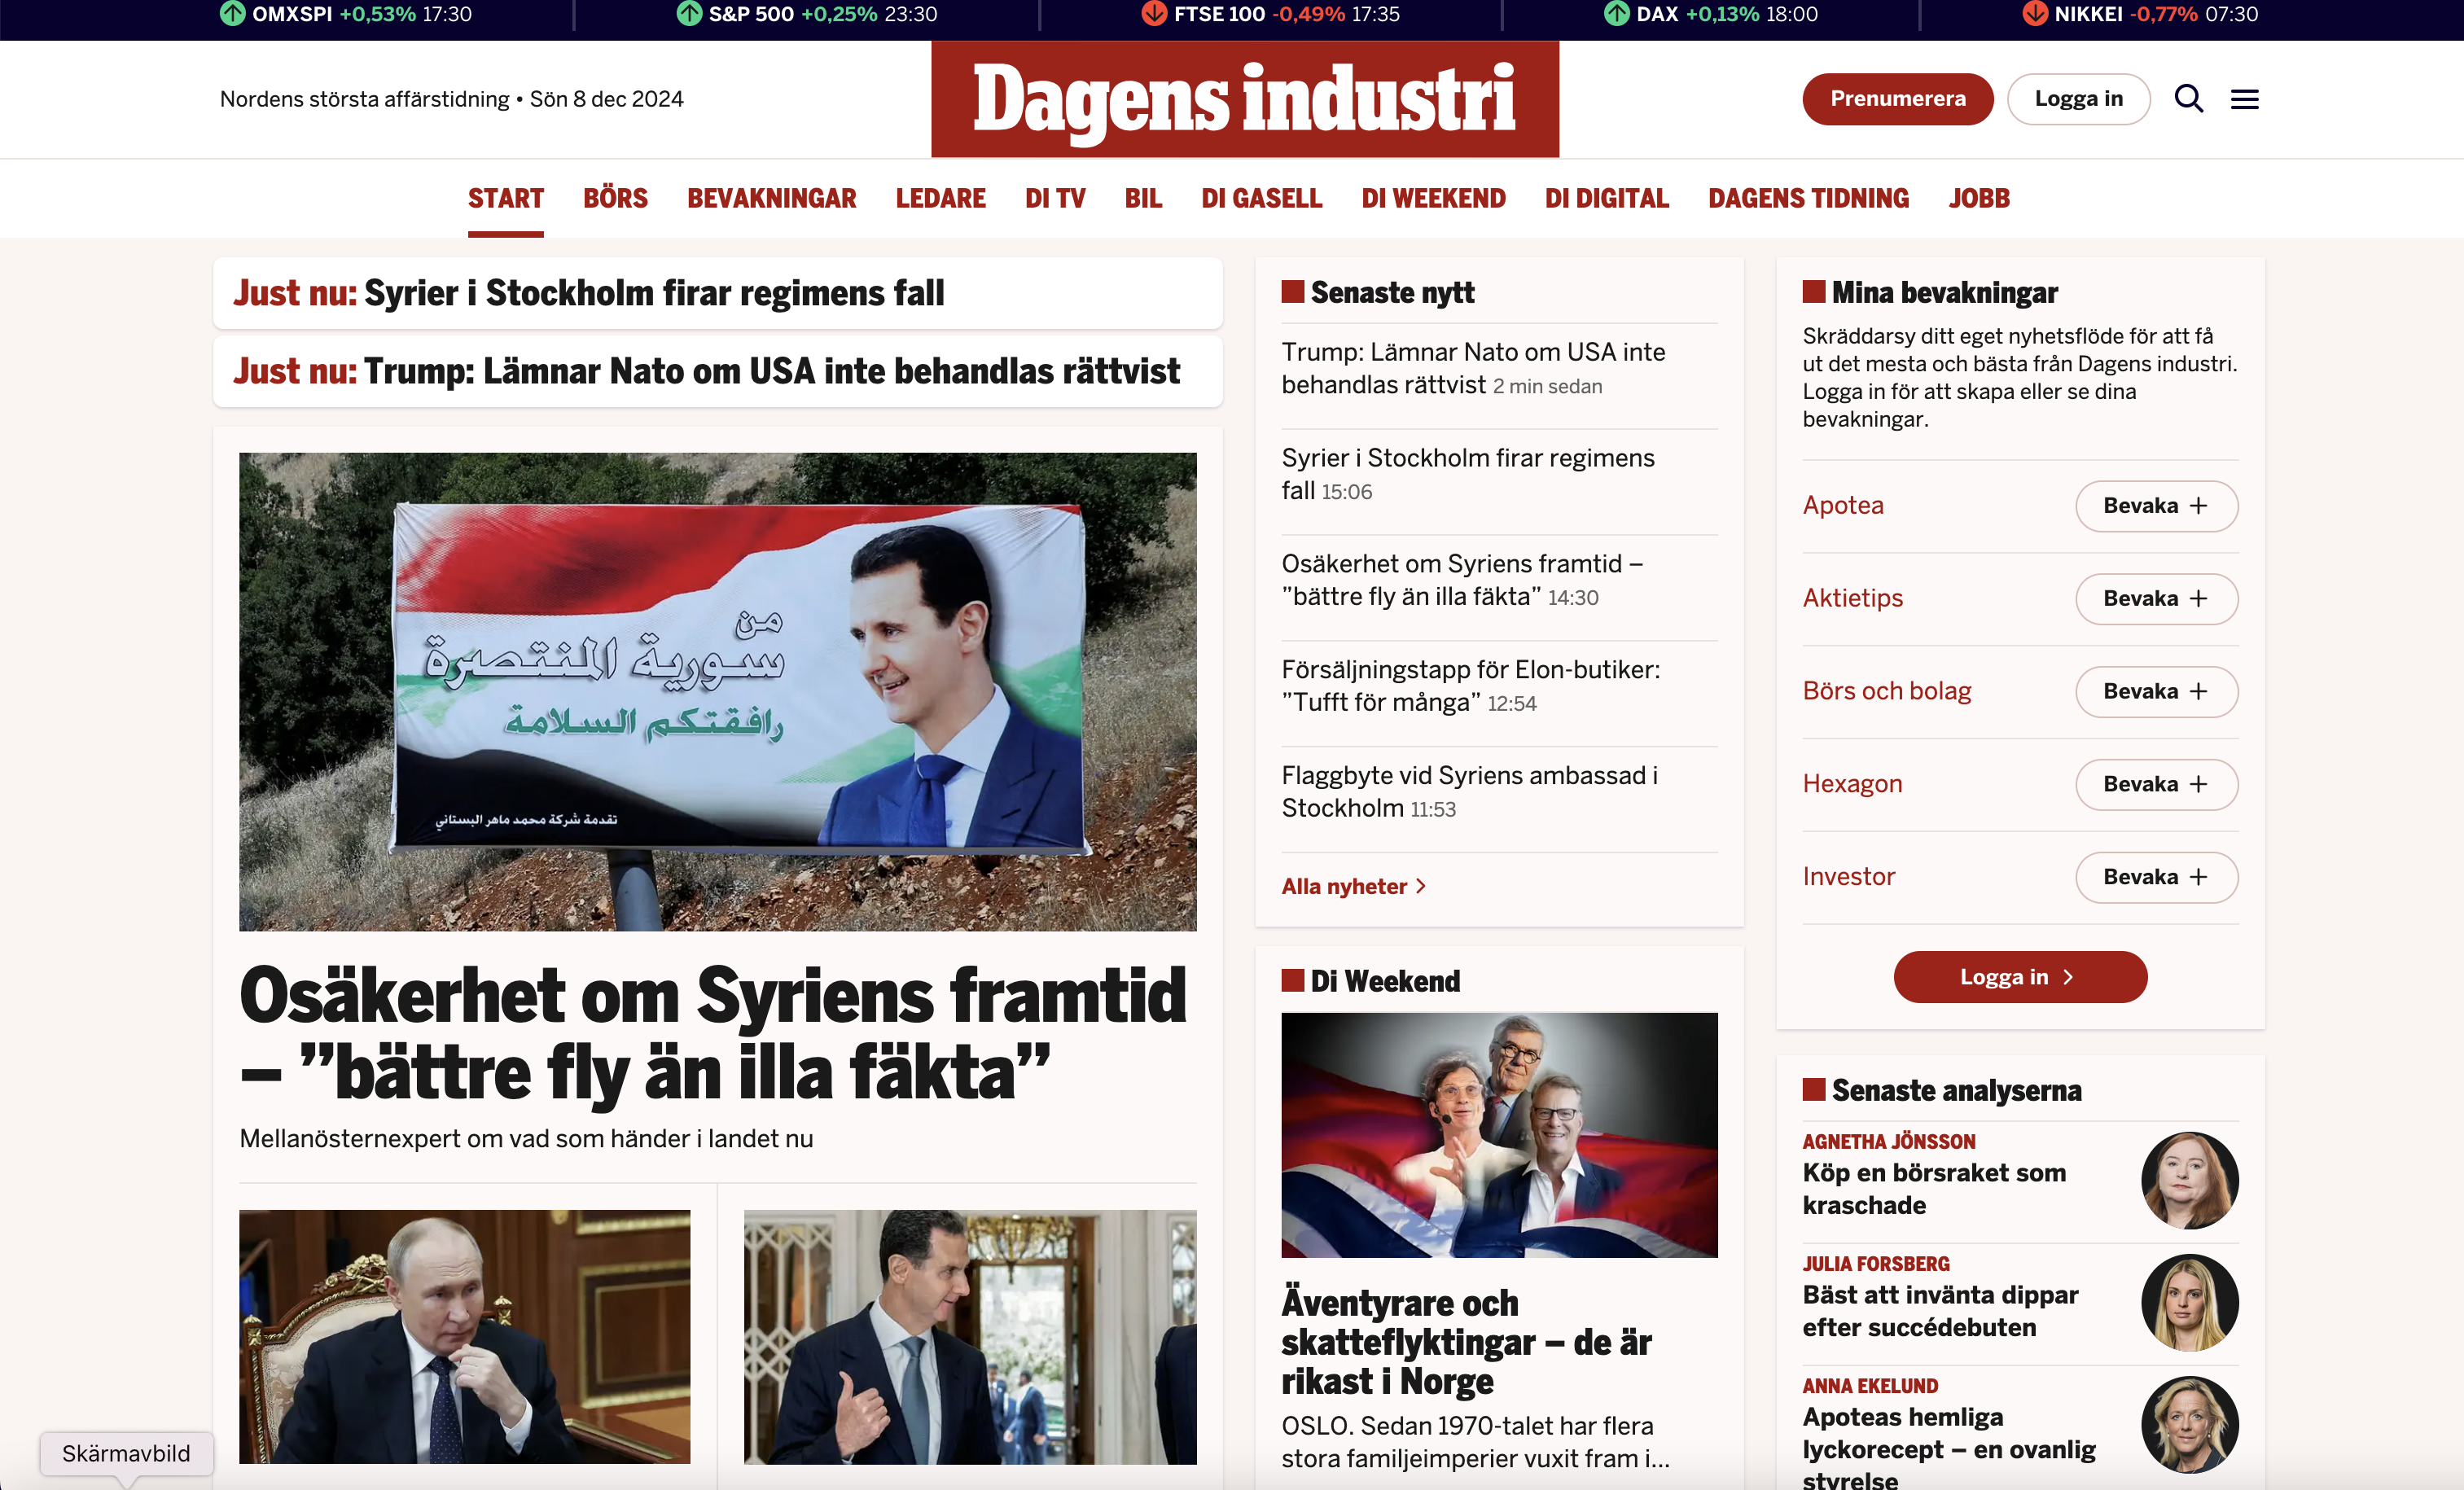 OMXSPI +0,53% 17:30
S&P 500 +0,25% 23:30
FTSE 100 -0,49% 17:35
DAX +0,13% 18:00
NIKKEI -0,77% 07:30
Nordens största affärstidning • Sön 8 dec 2024
Dagens industri
Prenumerera
Logga in
START BÖRS BEVAKNINGAR LEDARE DI TV BIL DI GASELL DI WEEKEND DI DIGITAL DAGENS TIDNING JOBB
Just nu: Syrier i Stockholm firar regimens fall
Just nu: Trump: Lämnar Nato om USA inte behandlas rättvist
من
سورية المنتصرة
رافقتكم السلامة
تقدمة شركة محمد ماهر البستاني
Osäkerhet om Syriens framtid
– ”bättre fly än illa fäkta”
Mellanösternexpert om vad som händer i landet nu
Senaste nytt
Trump: Lämnar Nato om USA inte
behandlas rättvist 2 min sedan
Syrier i Stockholm firar regimens
fall 15:06
Osäkerhet om Syriens framtid –
”bättre fly än illa fäkta” 14:30
Försäljningstapp för Elon-butiker:
”Tufft för många” 12:54
Flaggbyte vid Syriens ambassad i
Stockholm 11:53
Alla nyheter
Di Weekend
Äventyrare och
skatteflyktingar – de är
rikast i Norge
OSLO. Sedan 1970-talet har flera
stora familjeimperier vuxit fram i...
Mina bevakningar
Skräddarsy ditt eget nyhetsflöde för att få
ut det mesta och bästa från Dagens industri.
Logga in för att skapa eller se dina
bevakningar.
Apotea Bevaka +
Aktietips Bevaka +
Börs och bolag Bevaka +
Hexagon Bevaka +
Investor Bevaka +
Logga in
Senaste analyserna
AGNETHA JÖNSSON
Köp en börsraket som
kraschade
JULIA FORSBERG
Bäst att invänta dippar
efter succédebuten
ANNA EKELUND
Apoteas hemliga
lyckorecept – en ovanlig
styrelse
Skärmavbild